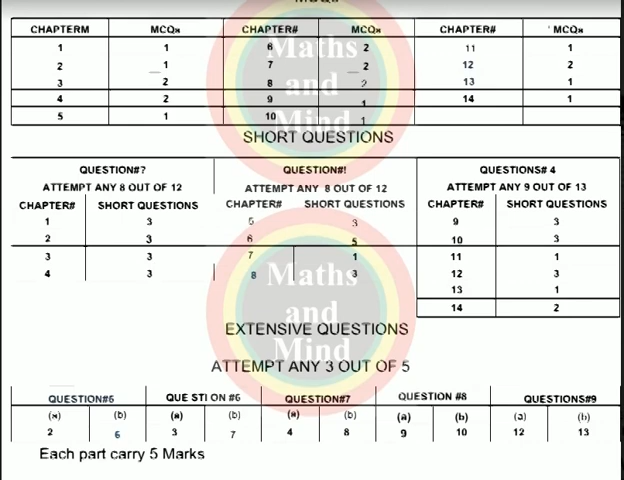 CHAPTERM MCQs CHAPTER# MCQs CHAPTER# MCQs
1 1 6 2 11 1
2 1 7 2 12 2
3 2 8 2 13 1
4 2 9 1 14 1
5 1 10 1
SHORT QUESTIONS
QUESTION#? QUESTION#! QUESTIONS# 4
ATTEMPT ANY 8 OUT OF 12 ATTEMPT ANY 8 OUT OF 12 ATTEMPT ANY 9 OUT OF 13
CHAPTER# SHORT QUESTIONS CHAPTER# SHORT QUESTIONS CHAPTER# SHORT QUESTIONS
1 3 5 3 9 3
2 3 6 5 10 3
3 3 7 1 11 1
4 3 8 3 12 3
13 1
14 2
Maths
and
Mind
Maths
and
Mind
EXTENSIVE QUESTIONS
ATTEMPT ANY 3 OUT OF 5
QUESTION#5 QUE STI ON #6 QUESTION#7 QUESTION #8 QUESTIONS#9
(a) (b) (a) (b) (a) (b) (a) (b) (a) (b)
2 6 3 7 4 8 9 10 12 13
Each part carry 5 Marks